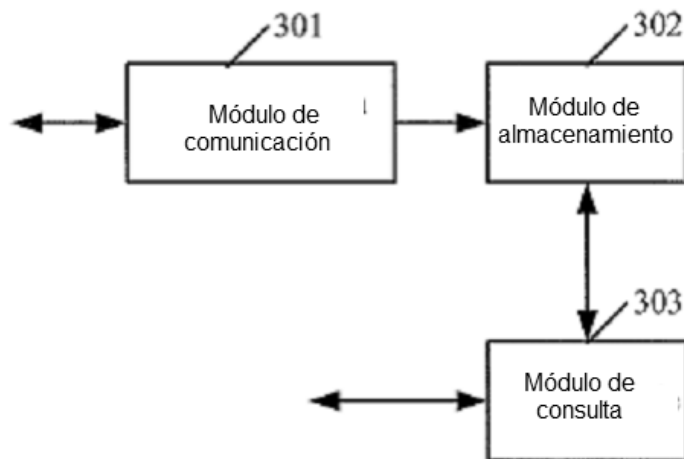 301
302
Módulo de
comunicación
Módulo de
almacenamiento
303
Módulo de
consulta